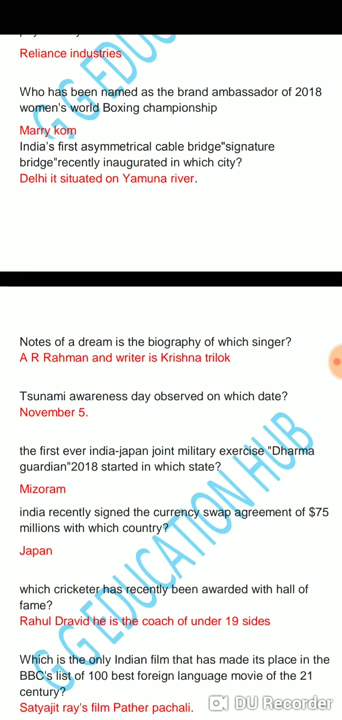 Reliance industries
Who has been named as the brand ambassador of 2018
women's world Boxing championship
Marry kom
India's first asymmetrical cable bridge"signature
bridge"recently inaugurated in which city?
Delhi it situated on Yamuna river.
Notes of a dream is the biography of which singer?
A R Rahman and writer is Krishna trilok
Tsunami awareness day observed on which date?
November 5.
the first ever india-japan joint military exercise "Dharma
guardian"2018 started in which state?
Mizoram
india recently signed the currency swap agreement of $75
millions with which country?
Japan
which cricketer has recently been awarded with hall of
fame?
Rahul Dravid he is the coach of under 19 sides
Which is the only Indian film that has made its place in the
BBC's list of 100 best foreign language movie of the 21
century?
Satyajit ray's film Pather pachali.
DU Recorder
GG EDUCATION HUB